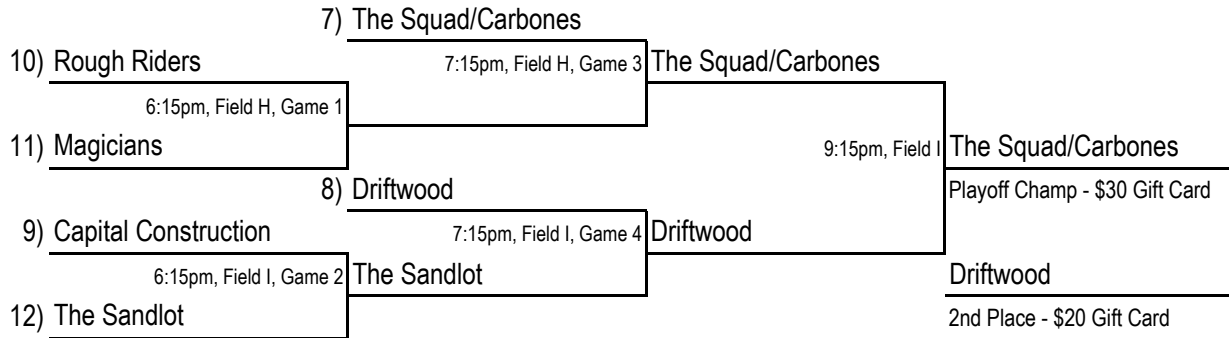 7) The Squad/Carbones
10) Rough Riders
7:15pm, Field H, Game 3
The Squad/Carbones
6:15pm, Field H, Game 1
11) Magicians
9:15pm, Field I
The Squad/Carbones
8) Driftwood
Playoff Champ - $30 Gift Card
9) Capital Construction
7:15pm, Field I, Game 4
Driftwood
6:15pm, Field I, Game 2
The Sandlot
Driftwood
12) The Sandlot
2nd Place - $20 Gift Card